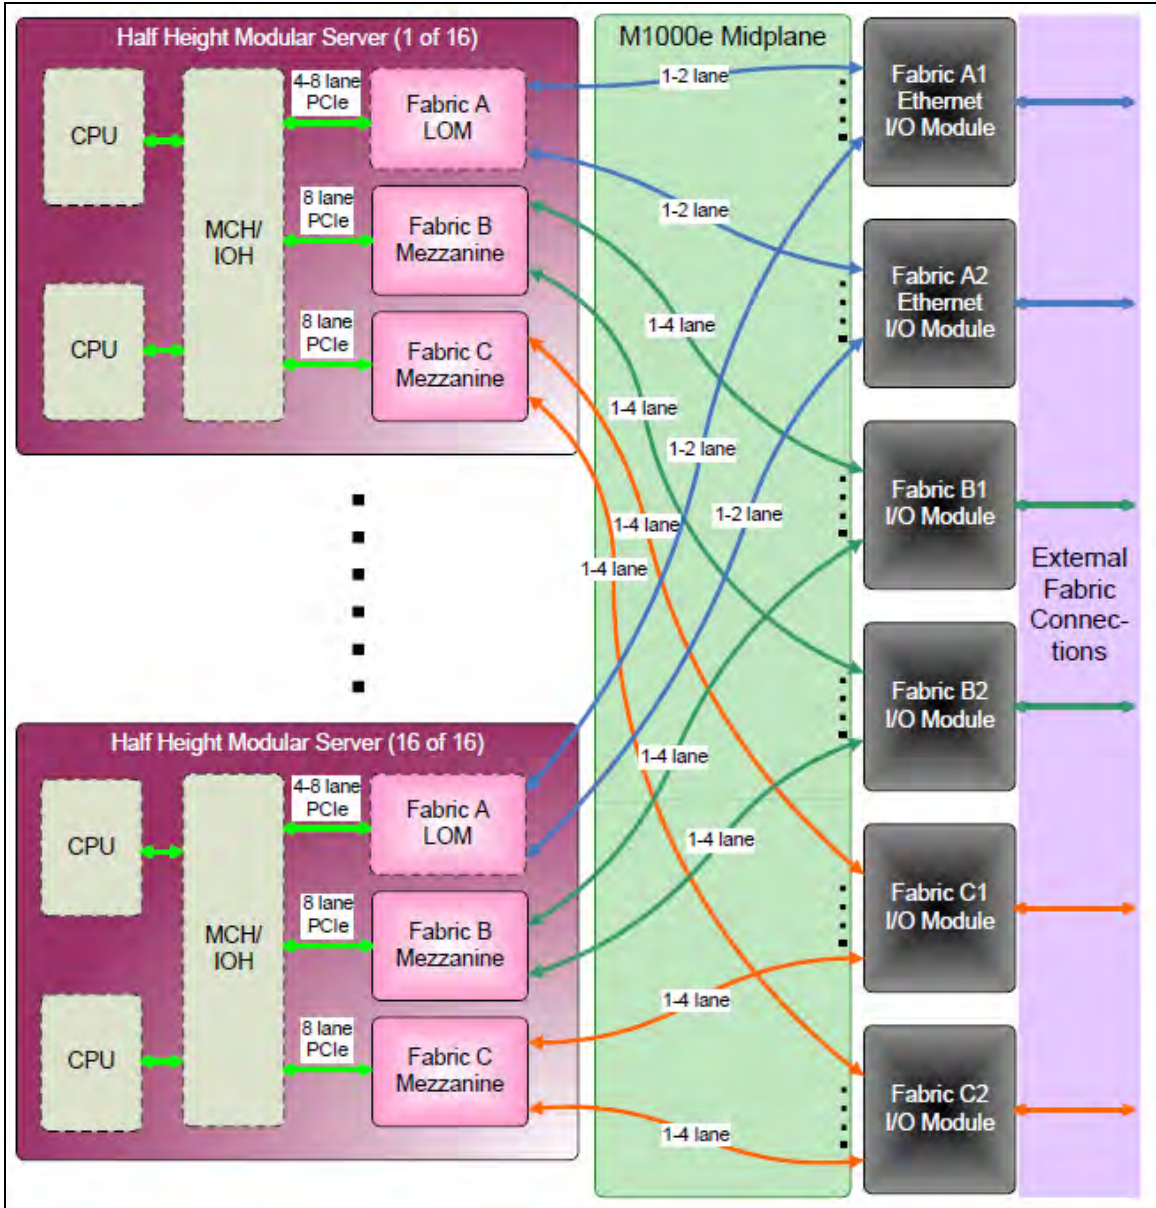 Half Height Modular Server (1 of 16)
CPU
CPU
MCH/
IOH
4-8 lane
PCIe
8 lane
PCIe
8 lane
PCIe
Fabric A
LOM
Fabric B
Mezzanine
Fabric C
Mezzanine
Half Height Modular Server (16 of 16)
CPU
CPU
MCH/
IOH
4-8 lane
PCIe
8 lane
PCIe
8 lane
PCIe
Fabric A
LOM
Fabric B
Mezzanine
Fabric C
Mezzanine
M1000e Midplane
1-2 lane
1-2 lane
1-4 lane
1-4 lane
1-2 lane
1-2 lane
1-4 lane
1-4 lane
1-4 lane
1-4 lane
1-4 lane
1-4 lane
Fabric A1
Ethernet
I/O Module
Fabric A2
Ethernet
I/O Module
Fabric B1
I/O Module
Fabric B2
I/O Module
Fabric C1
I/O Module
Fabric C2
I/O Module
External
Fabric
Connec-
tions